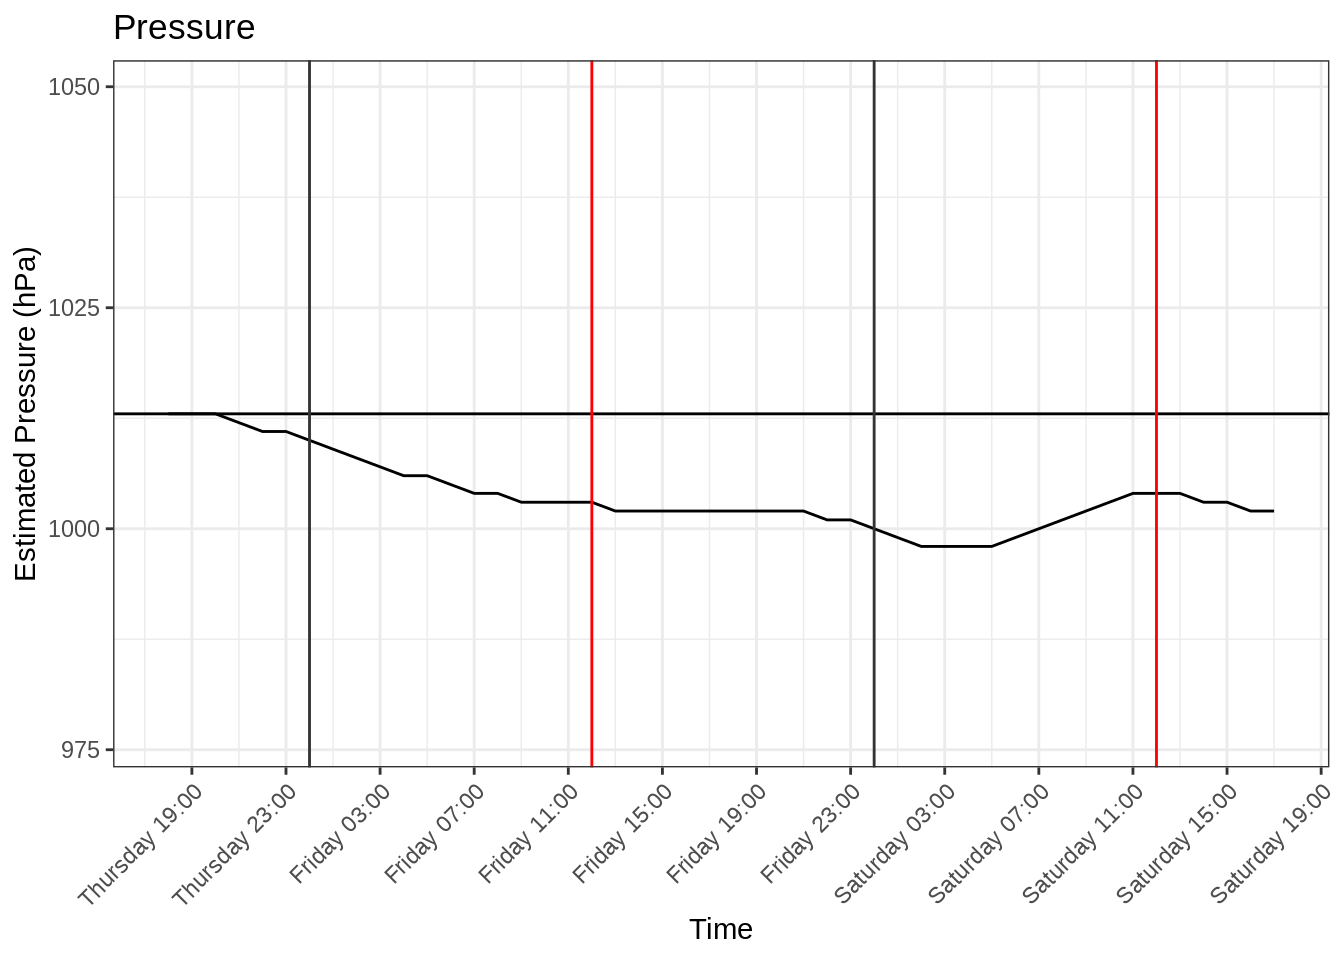 Pressure
Estimated Pressure (hPa)
1050
1025
1000
975
Thursday 19:00
Thursday 23:00
Friday 03:00
Friday 07:00
Friday 11:00
Friday 15:00
Friday 19:00
Friday 23:00
Saturday 03:00
Saturday 07:00
Saturday 11:00
Saturday 15:00
Saturday 19:00
Time